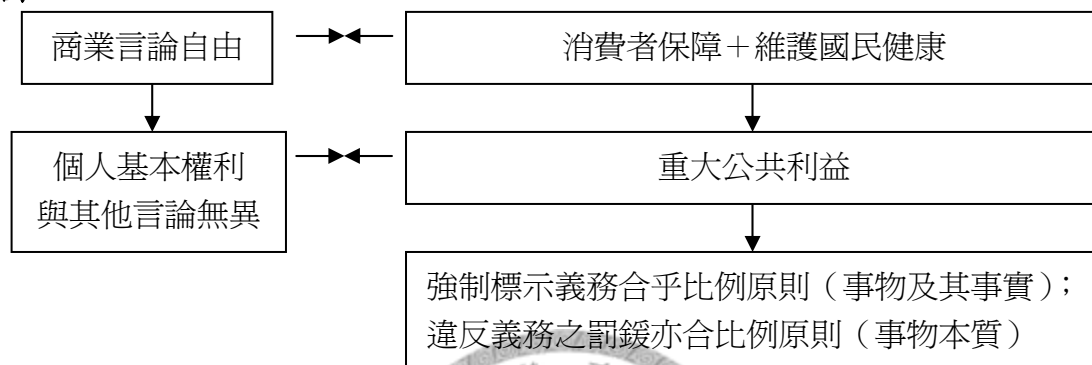 商業言論自由
消費者保障＋維護國民健康
個人基本權利
與其他言論無異
重大公共利益
強制標示義務合乎比例原則（事物及其事實）；
違反義務之罰鍰亦合比例原則（事物本質）